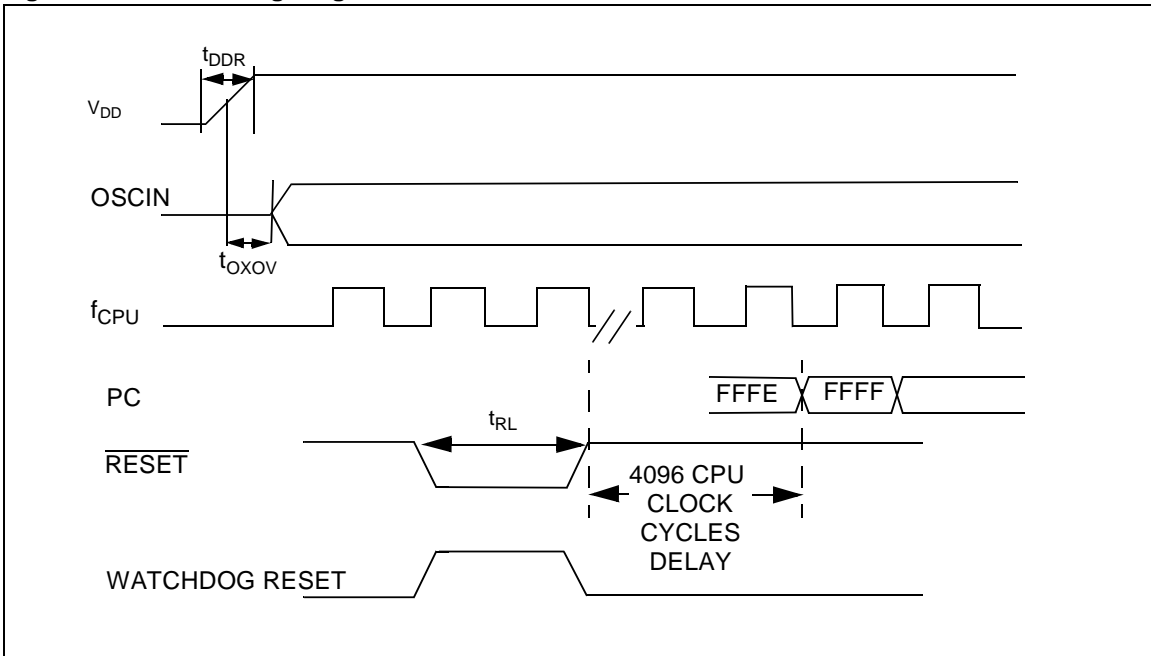 tDDR
VDD
OSCIN
tOXOV
fCPU
//
PC
FFFE
FFFF
tRL
RESET
4096 CPU
CLOCK
CYCLES
DELAY
WATCHDOG RESET